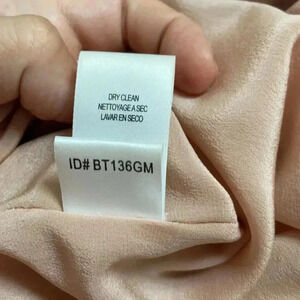 DRY CLEAN
NETTOYAGE A SEC
LAVAR EN SECO
ID# BT136GM